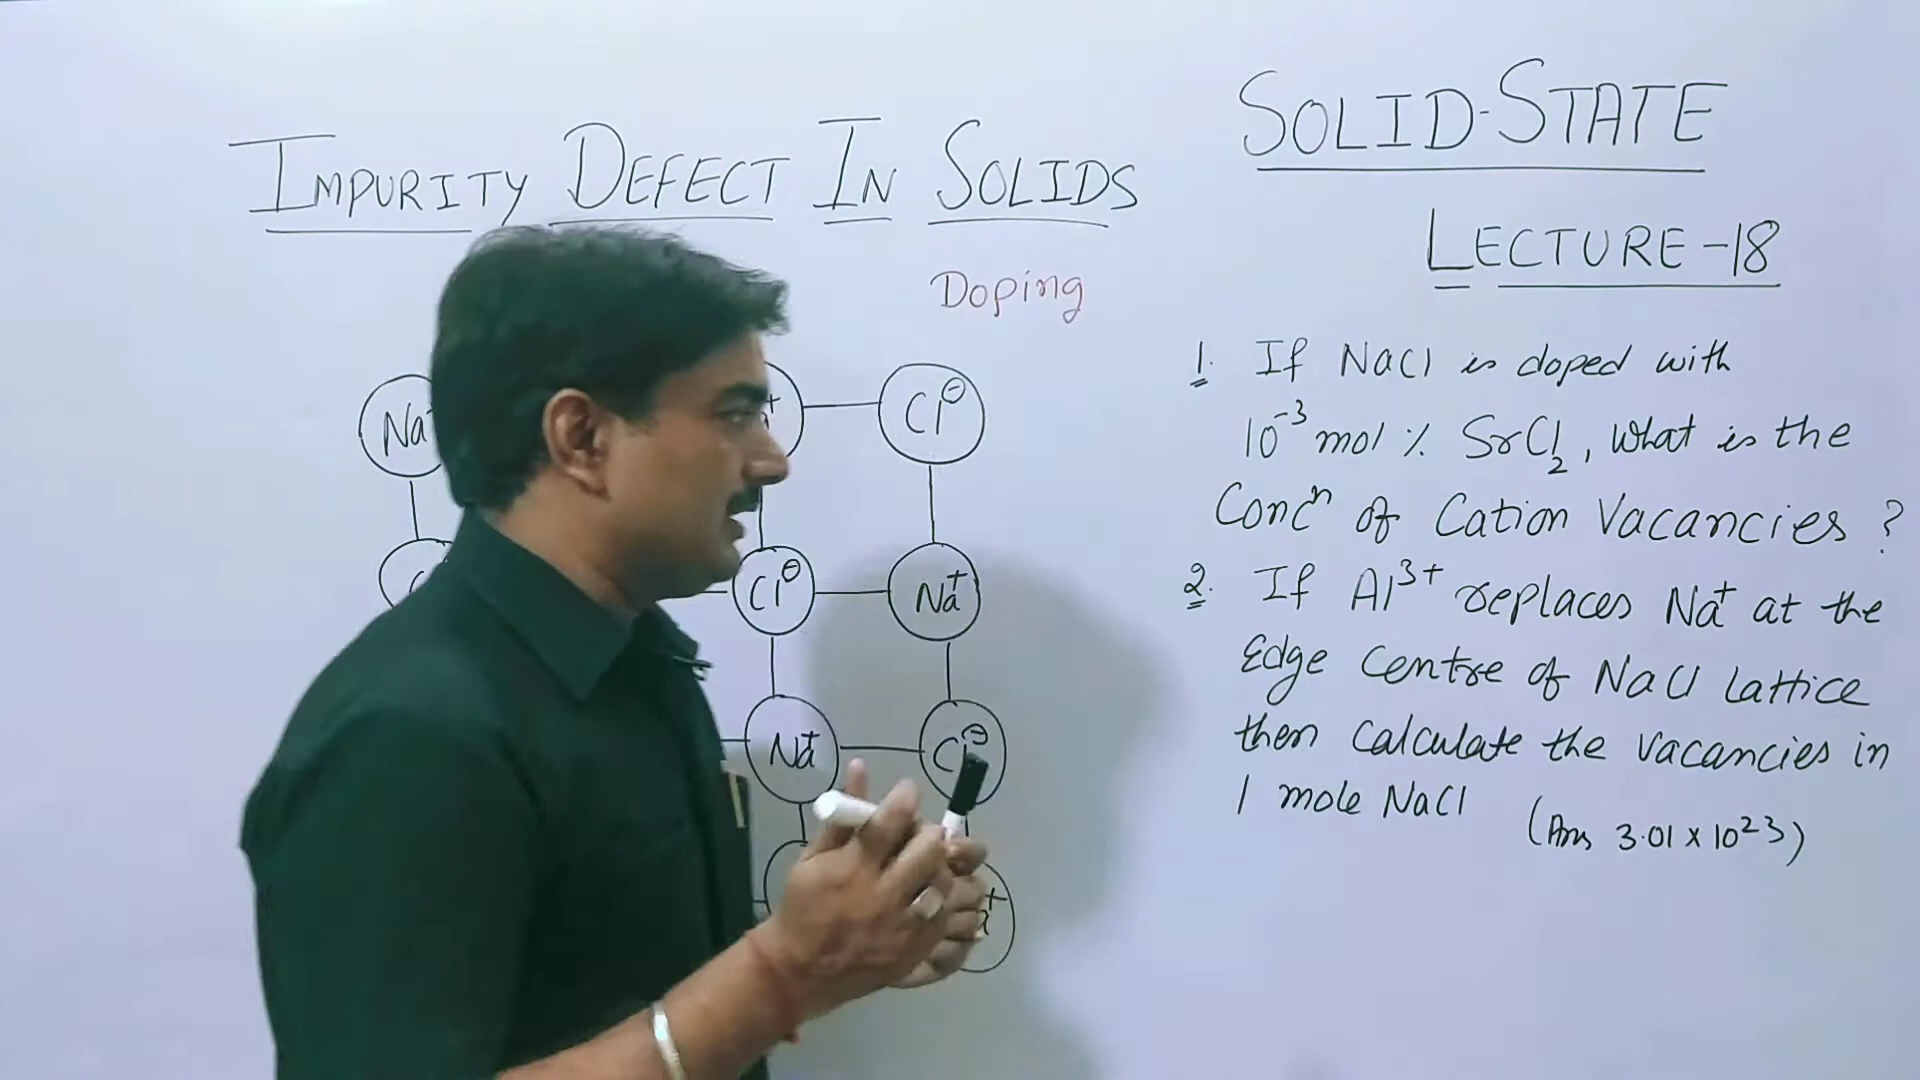 IMPURITY DEFECT IN SOLIDS
Doping
Na Cl⊖
Cl⊖ Na+
Na+ Cl⊖
SOLID-STATE
LECTURE-18
1. If NaCl is doped with
10⁻³ mol % SrCl₂, what is the
Concⁿ of Cation Vacancies ?
2. If Al³⁺ replaces Na⁺ at the
Edge Centre of NaCl Lattice
then calculate the vacancies in
1 mole NaCl
(Ans 3.01 x 10²³)